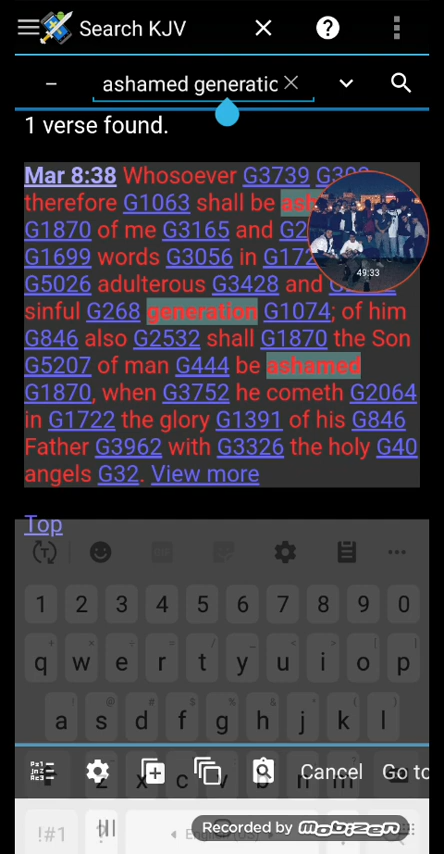 Search KJV
ashamed generatic
1 verse found.
Mar 8:38 Whosoever G3739
therefore G1063 shall be
G1870 of me G3165 and
G1699 words G3056 in
G5026 adulterous G3428 and
sinful G268 generation G1074; of him
G846 also G2532 shall G1870 the Son
G5207 of man G444 be ashamed
G1870, when G3752 he cometh G2064
in G1722 the glory G1391 of his G846
Father G3962 with G3326 the holy G40
angels G32. View more
49:33
Top
1 2 3 4 5 6 7 8 9 0
q w e r t y u i o p
a s d f g h j k l
z x c v b n m
Cancel Go to
!#1
Recorded by mobizen